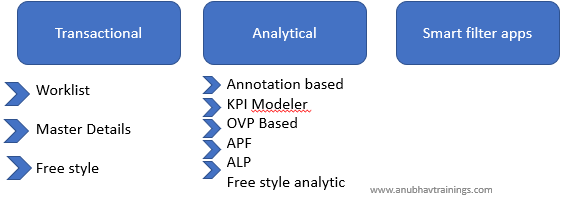 Transactional
Analytical
Smart filter apps
Worklist
Master Details
Free style
Annotation based
KPI Modeler
OVP Based
APF
ALP
Free style analytic
www.anubhavtrainings.com